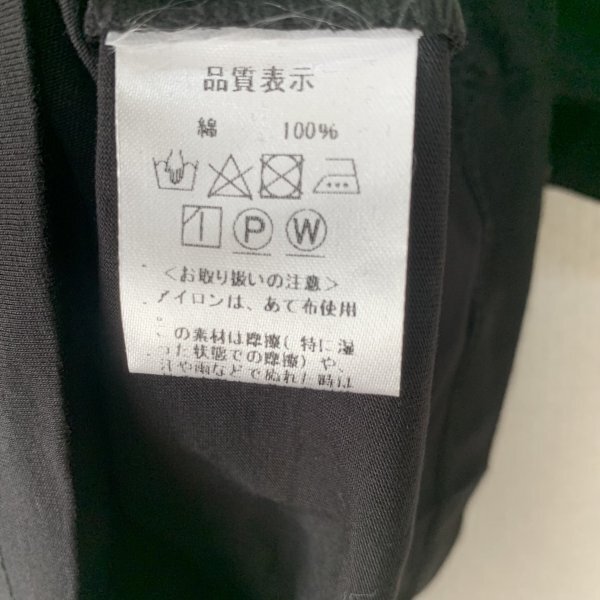 品質表示
綿 100%
P W
<お取り扱いの注意>
アイロンは、あて布使用
。
の素材は摩擦(特に湿
った状態での摩擦)や、
汗や雨などでぬれた時は